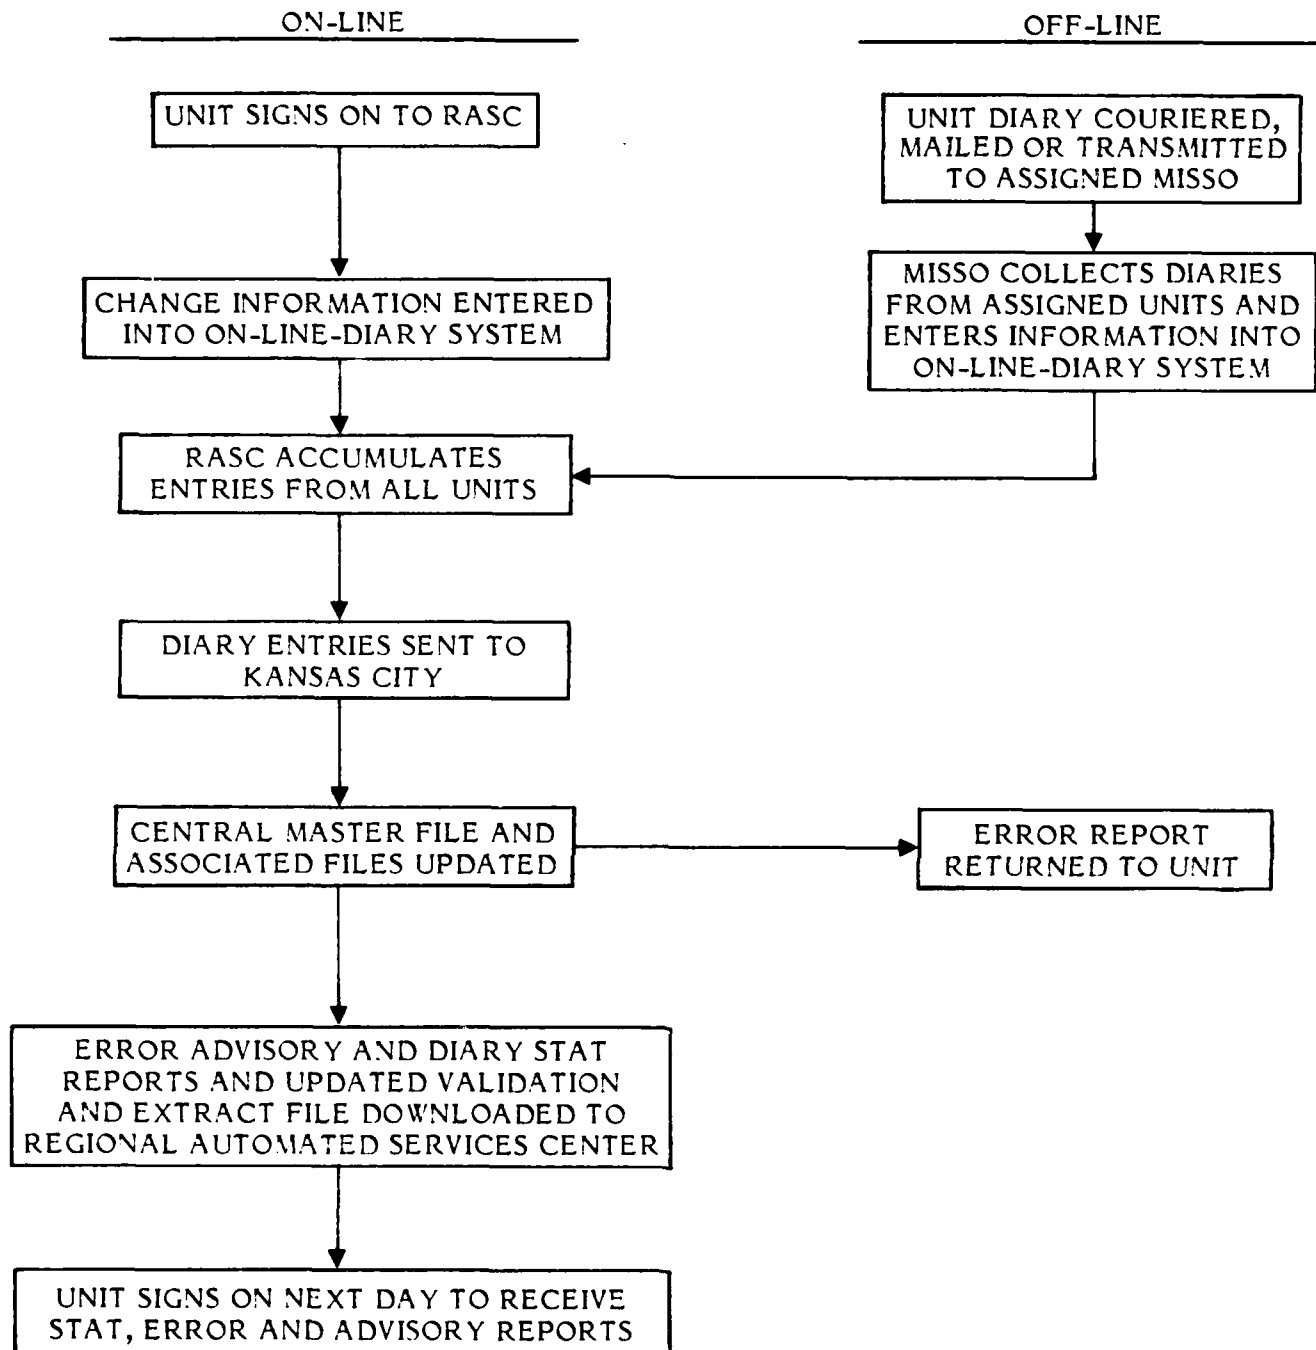 ON-LINE
OFF-LINE
UNIT SIGNS ON TO RASC
UNIT DIARY COURIERED,
MAILED OR TRANSMITTED
TO ASSIGNED MISSO
CHANGE INFORMATION ENTERED
INTO ON-LINE-DIARY SYSTEM
MISSO COLLECTS DIARIES
FROM ASSIGNED UNITS AND
ENTERS INFORMATION INTO
ON-LINE-DIARY SYSTEM
RASC ACCUMULATES
ENTRIES FROM ALL UNITS
DIARY ENTRIES SENT TO
KANSAS CITY
CENTRAL MASTER FILE AND
ASSOCIATED FILES UPDATED
ERROR REPORT
RETURNED TO UNIT
ERROR ADVISORY AND DIARY STAT
REPORTS AND UPDATED VALIDATION
AND EXTRACT FILE DOWNLOADED TO
REGIONAL AUTOMATED SERVICES CENTER
UNIT SIGNS ON NEXT DAY TO RECEIVE
STAT, ERROR AND ADVISORY REPORTS